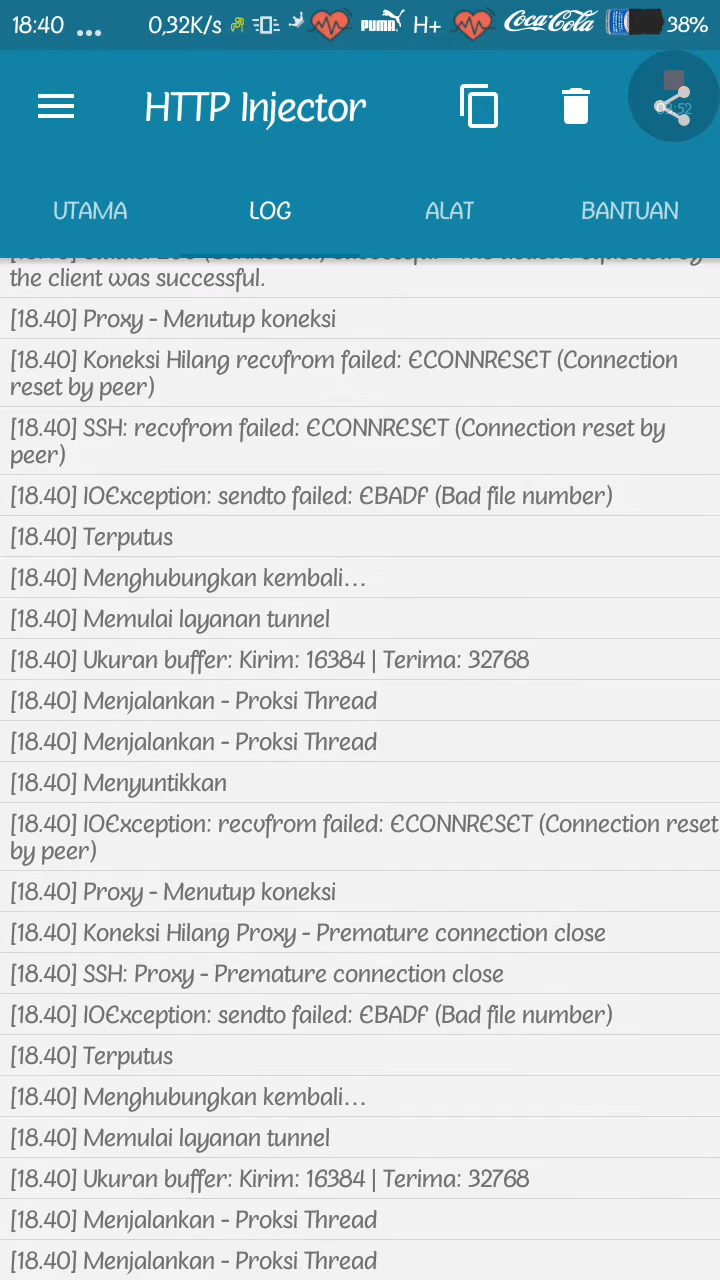 18:40 ... 0,32K/s PUMA H+ Coca-Cola 38%
HTTP Injector
UTAMA LOG ALAT BANTUAN
the client was successful.
[18.40] Proxy - Menutup koneksi
[18.40] Koneksi Hilang recvfrom failed: ECONNRESET (Connection
reset by peer)
[18.40] SSH: recvfrom failed: ECONNRESET (Connection reset by
peer)
[18.40] IOException: sendto failed: EBADF (Bad file number)
[18.40] Terputus
[18.40] Menghubungkan kembali...
[18.40] Memulai layanan tunnel
[18.40] Ukuran buffer: Kirim: 16384 | Terima: 32768
[18.40] Menjalankan - Proksi Thread
[18.40] Menjalankan - Proksi Thread
[18.40] Menyuntikkan
[18.40] IOException: recvfrom failed: ECONNRESET (Connection reset
by peer)
[18.40] Proxy - Menutup koneksi
[18.40] Koneksi Hilang Proxy - Premature connection close
[18.40] SSH: Proxy - Premature connection close
[18.40] IOException: sendto failed: EBADF (Bad file number)
[18.40] Terputus
[18.40] Menghubungkan kembali...
[18.40] Memulai layanan tunnel
[18.40] Ukuran buffer: Kirim: 16384 | Terima: 32768
[18.40] Menjalankan - Proksi Thread
[18.40] Menjalankan - Proksi Thread